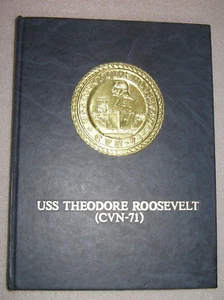 USS THEODORE ROOSEVELT
(CVN-71)